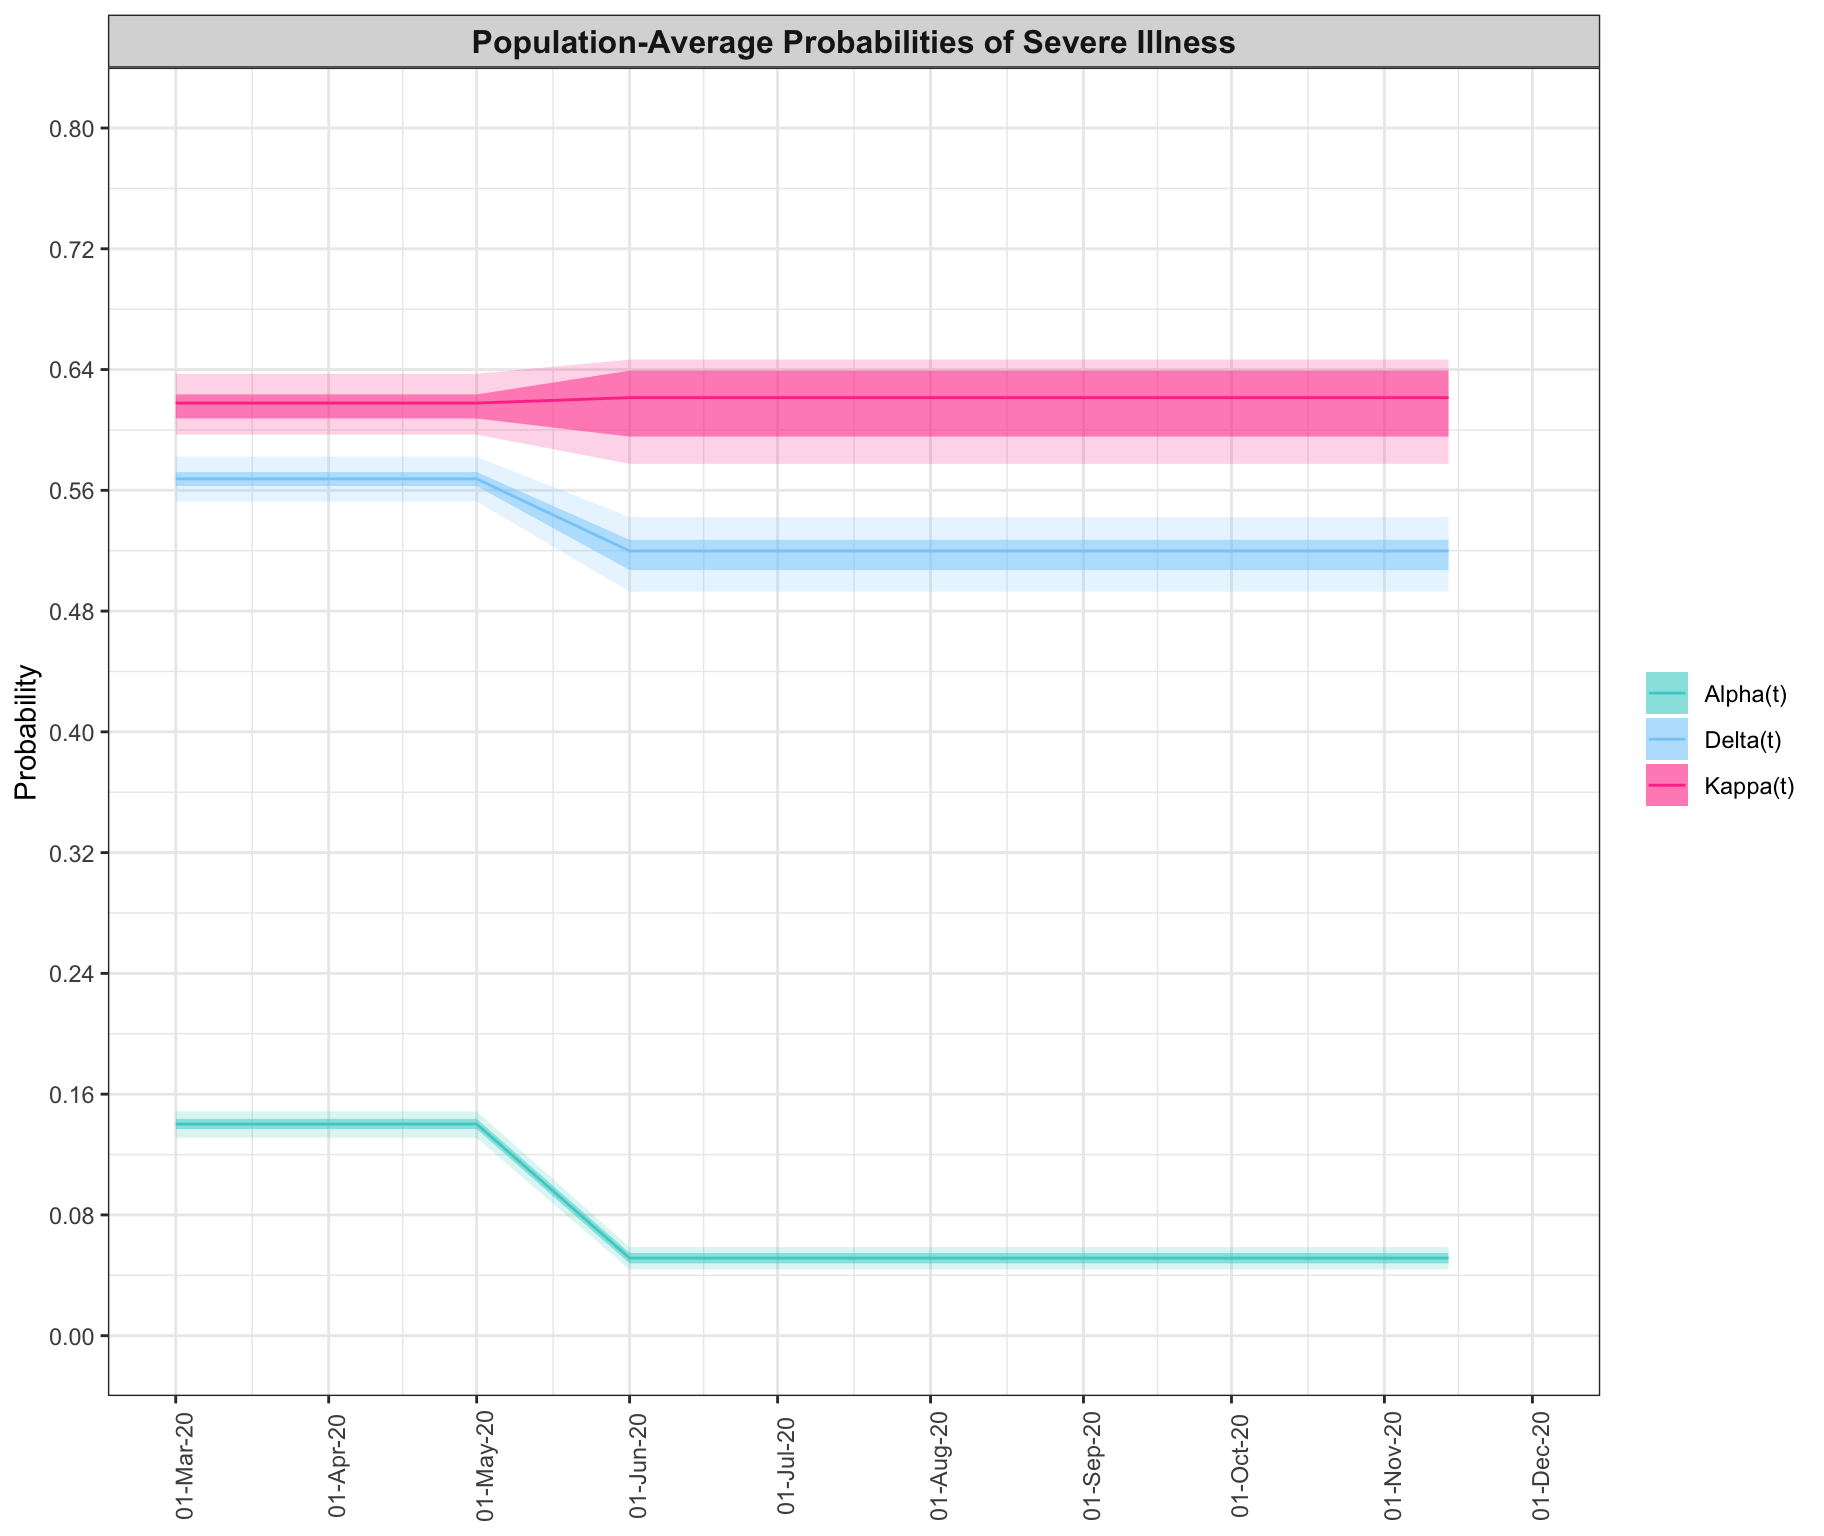 Population-Average Probabilities of Severe Illness
0.80
0.72
0.64
0.56
0.48
0.40
0.32
0.24
0.16
0.08
0.00
Probability
01-Mar-20
01-Apr-20
01-May-20
01-Jun-20
01-Jul-20
01-Aug-20
01-Sep-20
01-Oct-20
01-Nov-20
01-Dec-20
Alpha(t)
Delta(t)
Kappa(t)